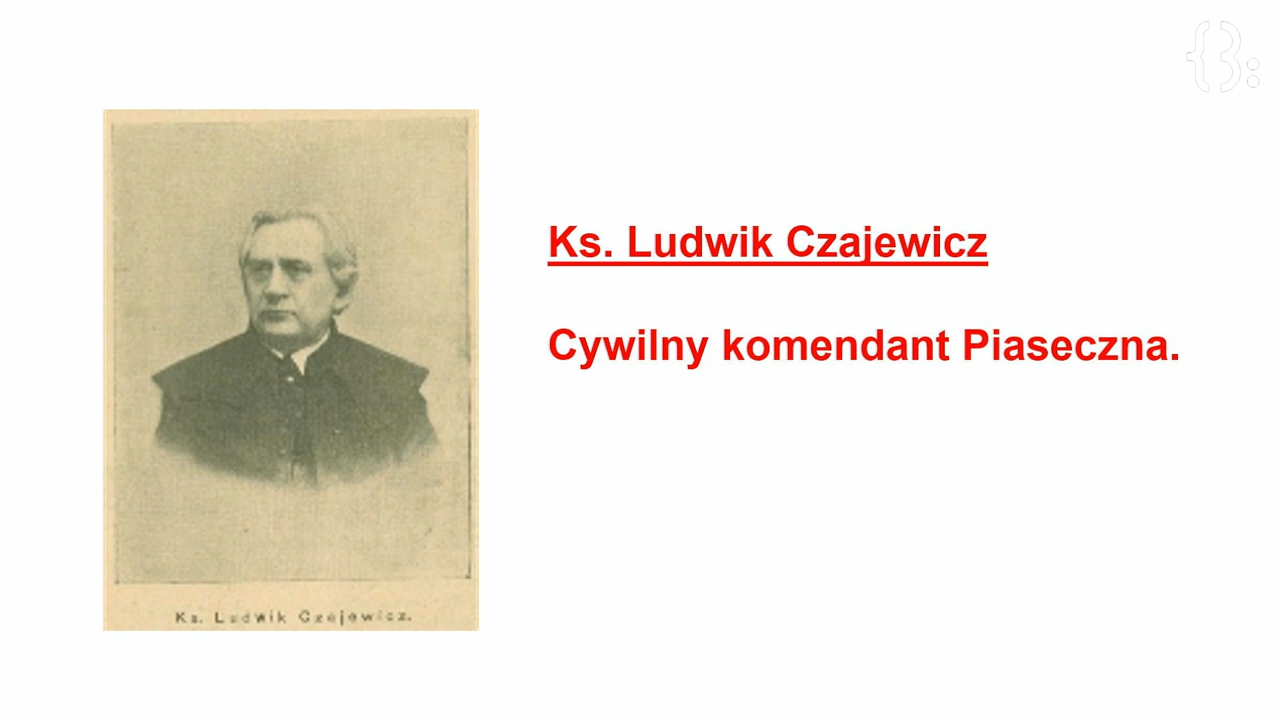 Ks. Ludwik Czajewicz
Cywilny komendant Piaseczna.
Ks. Ludwik Czajewicz.